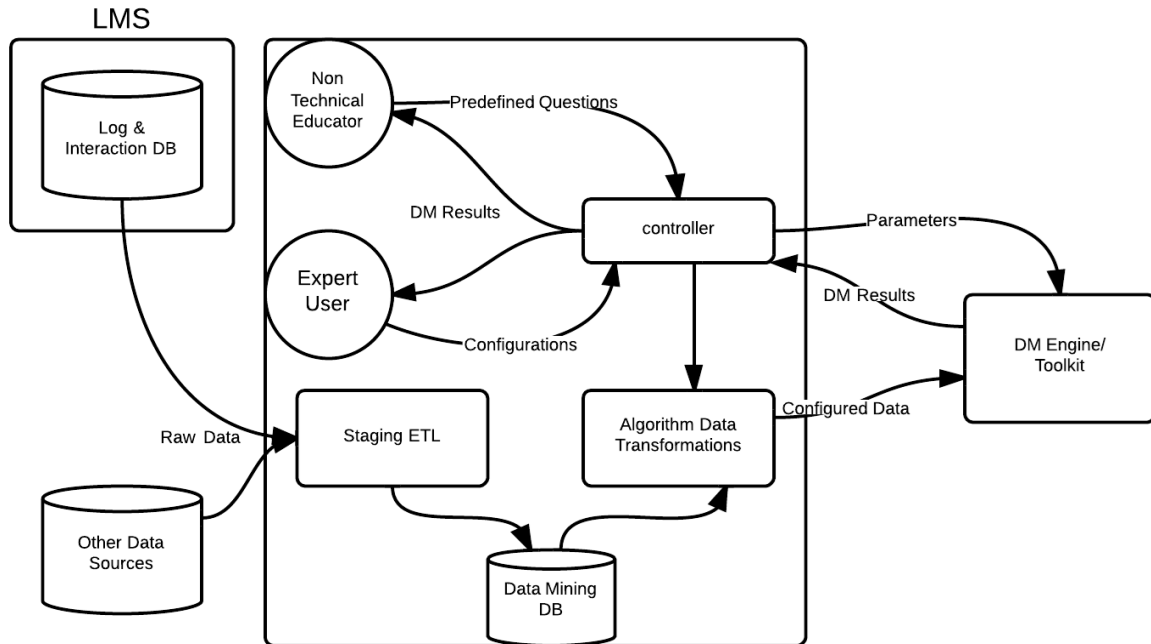 LMS
Log &
Interaction DB
Non
Technical
Educator
Predefined Questions
DM Results
controller
Parameters
Expert
User
DM Results
Configurations
DM Engine/
Toolkit
Raw Data
Staging ETL
Algorithm Data
Transformations
Configured Data
Other Data
Sources
Data Mining
DB